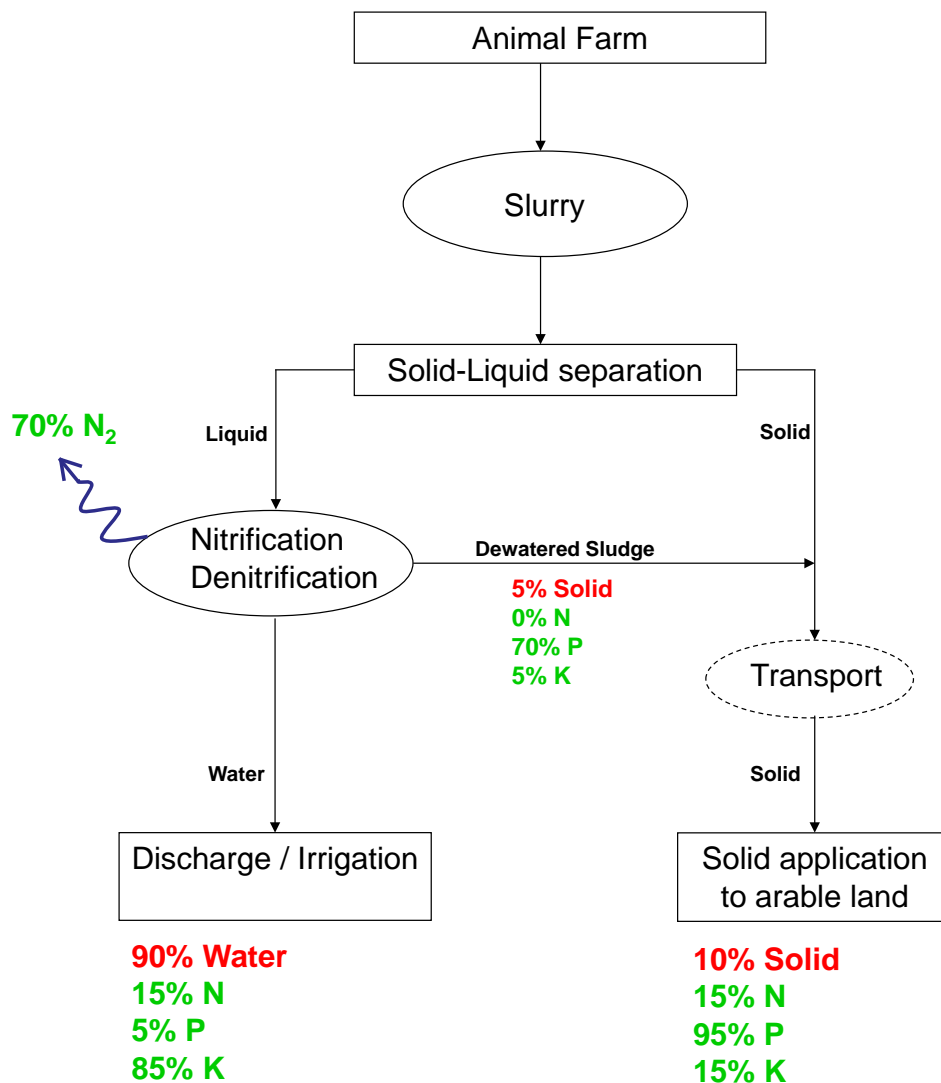 Animal Farm
Slurry
Solid-Liquid separation
70% N₂
Liquid
Solid
Nitrification
Denitrification
Dewatered Sludge
5% Solid
0% N
70% P
5% K
Transport
Water
Solid
Discharge / Irrigation
Solid application
to arable land
90% Water
15% N
5% P
85% K
10% Solid
15% N
95% P
15% K